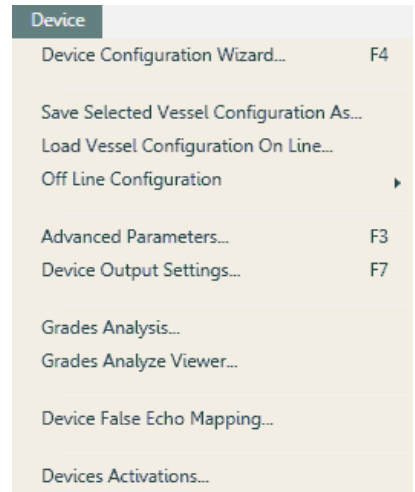 Device
Device Configuration Wizard... F4
Save Selected Vessel Configuration As...
Load Vessel Configuration On Line...
Off Line Configuration
Advanced Parameters... F3
Device Output Settings... F7
Grades Analysis...
Grades Analyze Viewer...
Device False Echo Mapping...
Devices Activations...